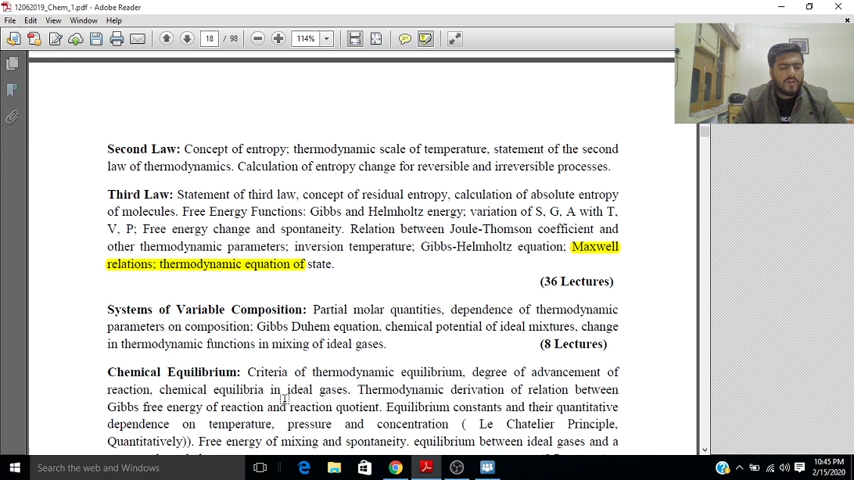 12062019_Chem_1.pdf - Adobe Reader
File Edit View Window Help
18 / 98 114%
Second Law: Concept of entropy; thermodynamic scale of temperature, statement of the second
law of thermodynamics. Calculation of entropy change for reversible and irreversible processes.
Third Law: Statement of third law, concept of residual entropy, calculation of absolute entropy
of molecules. Free Energy Functions: Gibbs and Helmholtz energy; variation of S, G, A with T,
V, P; Free energy change and spontaneity. Relation between Joule-Thomson coefficient and
other thermodynamic parameters; inversion temperature; Gibbs-Helmholtz equation; Maxwell
relations; thermodynamic equation of state.
(36 Lectures)
Systems of Variable Composition: Partial molar quantities, dependence of thermodynamic
parameters on composition; Gibbs Duhem equation, chemical potential of ideal mixtures, change
in thermodynamic functions in mixing of ideal gases. (8 Lectures)
Chemical Equilibrium: Criteria of thermodynamic equilibrium, degree of advancement of
reaction, chemical equilibria in ideal gases. Thermodynamic derivation of relation between
Gibbs free energy of reaction and reaction quotient. Equilibrium constants and their quantitative
dependence on temperature, pressure and concentration ( Le Chatelier Principle,
Quantitatively)). Free energy of mixing and spontaneity. equilibrium between ideal gases and a
Search the web and Windows
10:45 PM
2/15/2020